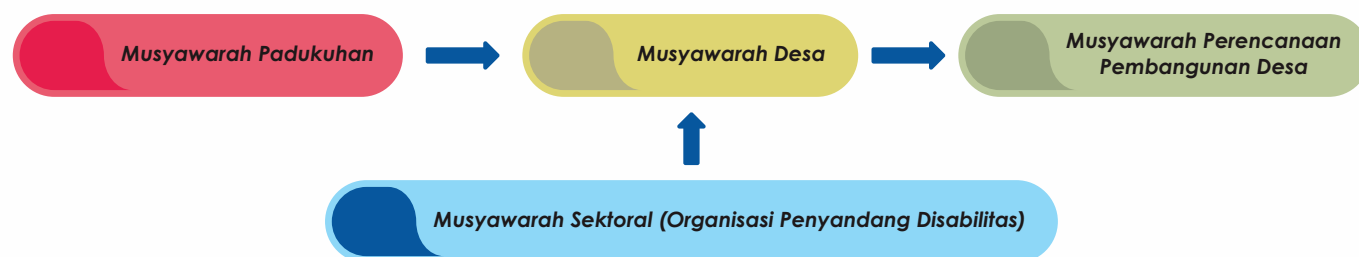 Musyawarah Padukuhan
Musyawarah Desa
Musyawarah Perencanaan
Pembangunan Desa
Musyawarah Sektoral (Organisasi Penyandang Disabilitas)